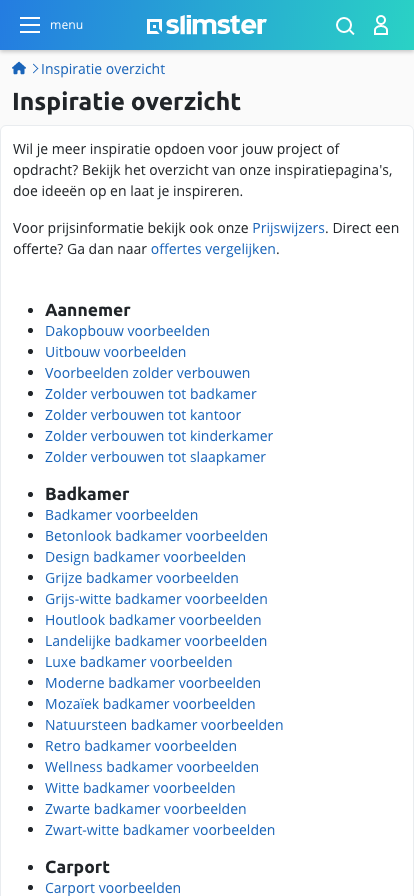 menu
slimster
Inspiratie overzicht
Inspiratie overzicht
Wil je meer inspiratie opdoen voor jouw project of
opdracht? Bekijk het overzicht van onze inspiratiepagina's,
doe ideeën op en laat je inspireren.
Voor prijsinformatie bekijk ook onze Prijswijzers. Direct een
offerte? Ga dan naar offertes vergelijken.
Aannemer
Dakopbouw voorbeelden
Uitbouw voorbeelden
Voorbeelden zolder verbouwen
Zolder verbouwen tot badkamer
Zolder verbouwen tot kantoor
Zolder verbouwen tot kinderkamer
Zolder verbouwen tot slaapkamer
Badkamer
Badkamer voorbeelden
Betonlook badkamer voorbeelden
Design badkamer voorbeelden
Grijze badkamer voorbeelden
Grijs-witte badkamer voorbeelden
Houtlook badkamer voorbeelden
Landelijke badkamer voorbeelden
Luxe badkamer voorbeelden
Moderne badkamer voorbeelden
Mozaïek badkamer voorbeelden
Natuursteen badkamer voorbeelden
Retro badkamer voorbeelden
Wellness badkamer voorbeelden
Witte badkamer voorbeelden
Zwarte badkamer voorbeelden
Zwart-witte badkamer voorbeelden
Carport
Carport voorbeelden